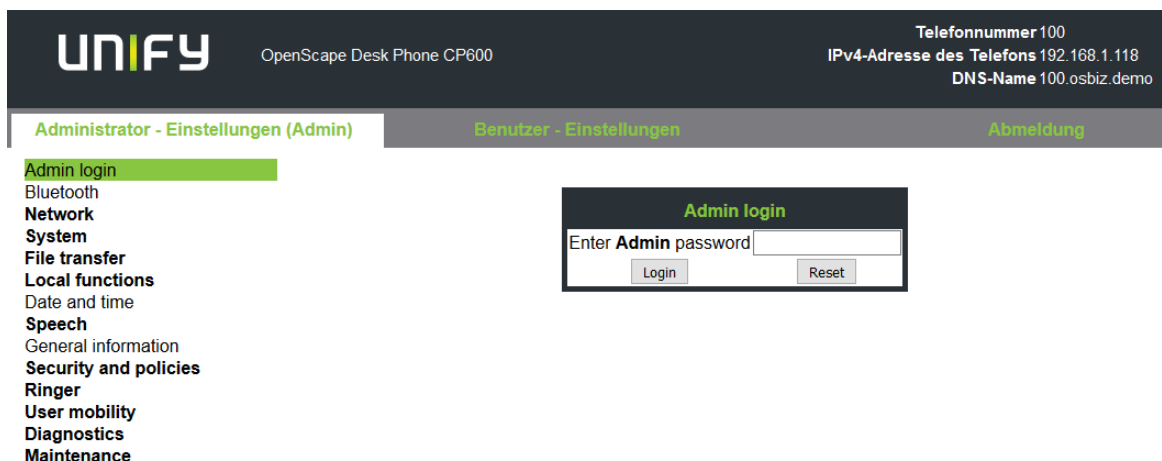 UNIFY
OpenScape Desk Phone CP600
Telefonnummer 100
IPv4-Adresse des Telefons 192.168.1.118
DNS-Name 100.osbiz.demo
Administrator - Einstellungen (Admin)
Benutzer - Einstellungen
Abmeldung
Admin login
Bluetooth
Network
System
File transfer
Local functions
Date and time
Speech
General information
Security and policies
Ringer
User mobility
Diagnostics
Maintenance
Admin login
Enter Admin password
Login
Reset